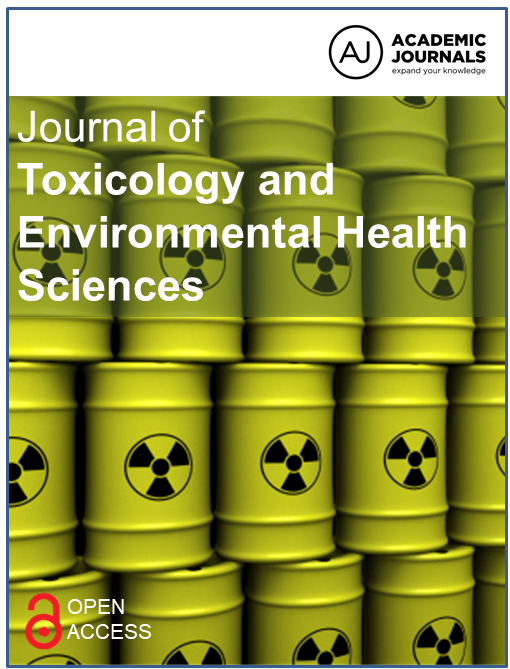 AJ
ACADEMIC
JOURNALS
expand your knowledge
Journal of
Toxicology and
Environmental Health
Sciences
OPEN
ACCESS